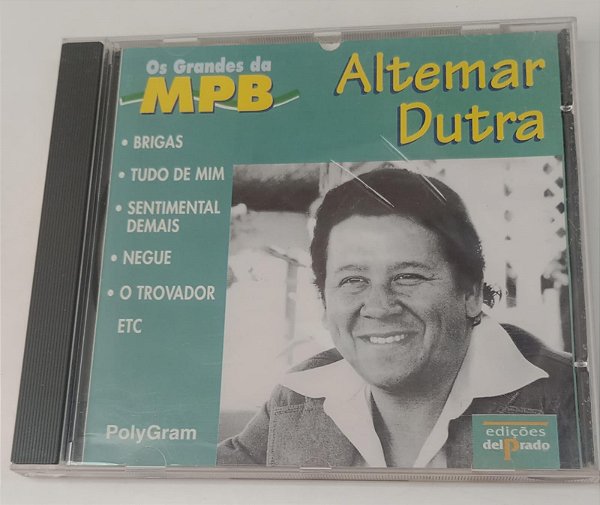 Os Grandes da
MPB
Altemar
Dutra
• BRIGAS
• TUDO DE MIM
• SENTIMENTAL
DEMAIS
• NEGUE
• O TROVADOR
ETC
PolyGram
edições
delPrado